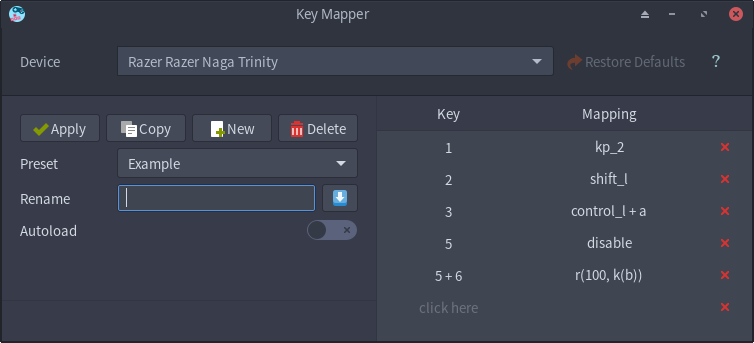 Key Mapper
Device
Razer Razer Naga Trinity
Restore Defaults
?
Apply
Copy
New
Delete
Preset
Example
Rename
Autoload
Key Mapping
1 kp_2
2 shift_l
3 control_l + a
5 disable
5 + 6 r(100, k(b))
click here